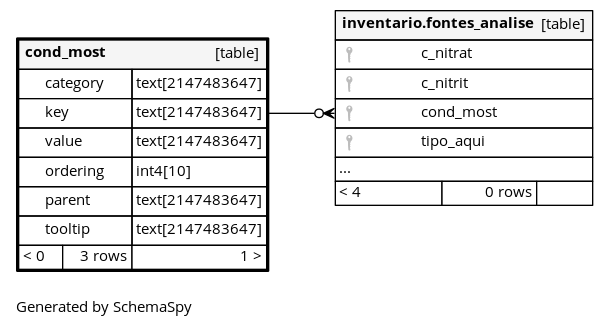 cond_most [table]
category text[2147483647]
key text[2147483647]
value text[2147483647]
ordering int4[10]
parent text[2147483647]
tooltip text[2147483647]
< 0 3 rows 1 >
inventario.fontes_analise [table]
c_nitrat
c_nitrit
cond_most
tipo_aqui
...
< 4 0 rows
Generated by SchemaSpy